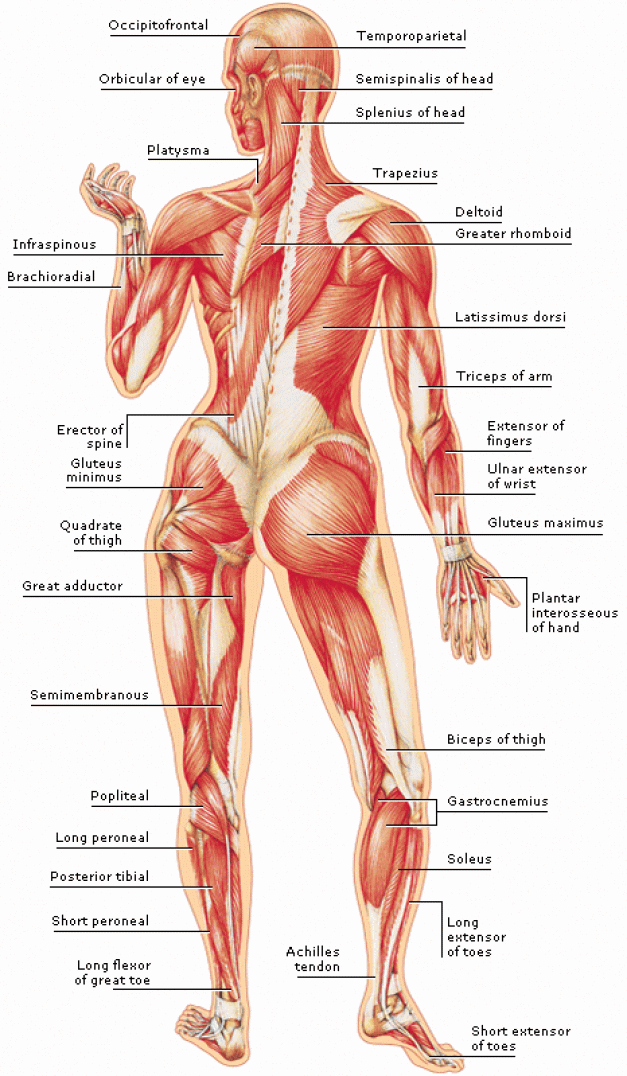 Occipitofrontal
Temporoparietal
Orbicular of eye
Semispinalis of head
Splenius of head
Platysma
Trapezius
Deltoid
Greater rhomboid
Infraspinous
Brachioradial
Latissimus dorsi
Triceps of arm
Erector of
spine
Extensor of
fingers
Gluteus
minimus
Ulnar extensor
of wrist
Quadrate
of thigh
Gluteus maximus
Great adductor
Plantar
interosseous
of hand
Semimembranous
Biceps of thigh
Popliteal
Gastrocnemius
Long peroneal
Soleus
Posterior tibial
Short peroneal
Long
extensor
of toes
Achilles
tendon
Long flexor
of great toe
Short extensor
of toes